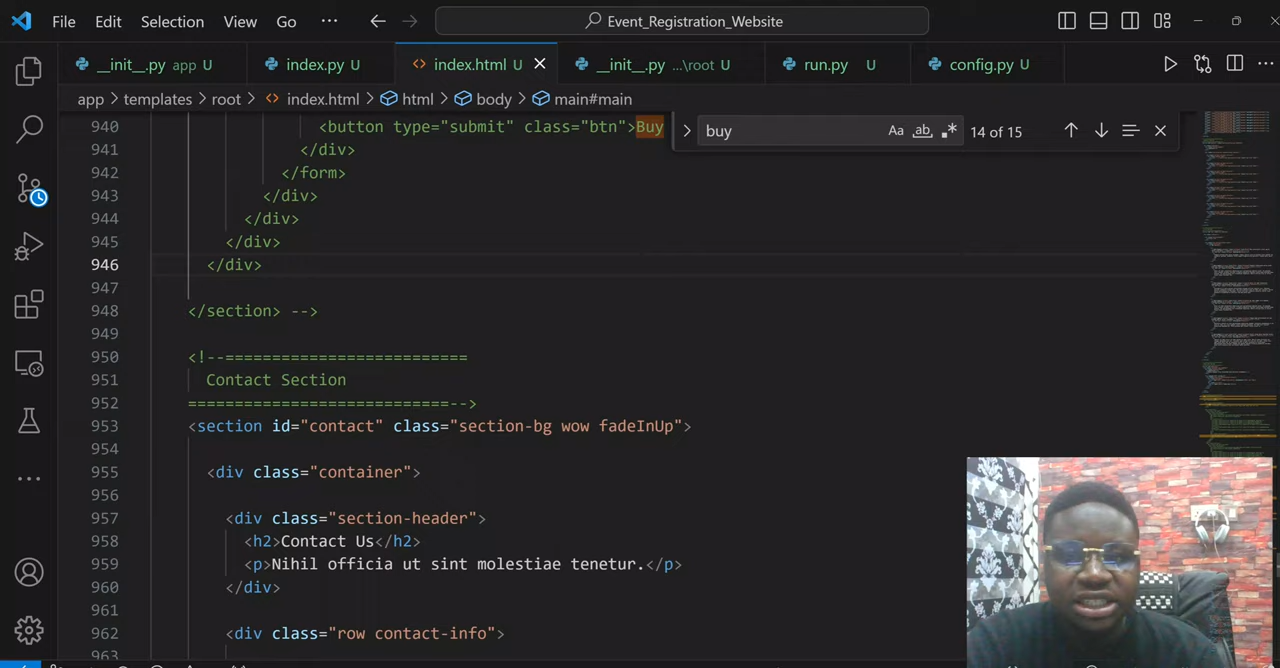 File Edit Selection View Go ··· Event_Registration_Website
__init__.py app U index.py U index.html U __init__.py ...\root U run.py U config.py U
app > templates > root > index.html > html > body > main#main
buy Aa ab 14 of 15
940 <button type="submit" class="btn">Buy
941 </div>
942 </form>
943 </div>
944 </div>
945 </div>
946 </div>
947
948 </section> -->
949
950 <!--==========================
951 Contact Section
952 ============================-->
953 <section id="contact" class="section-bg wow fadeInUp">
954
955 <div class="container">
956
957 <div class="section-header">
958 <h2>Contact Us</h2>
959 <p>Nihil officia ut sint molestiae tenetur.</p>
960 </div>
961
962 <div class="row contact-info">
963